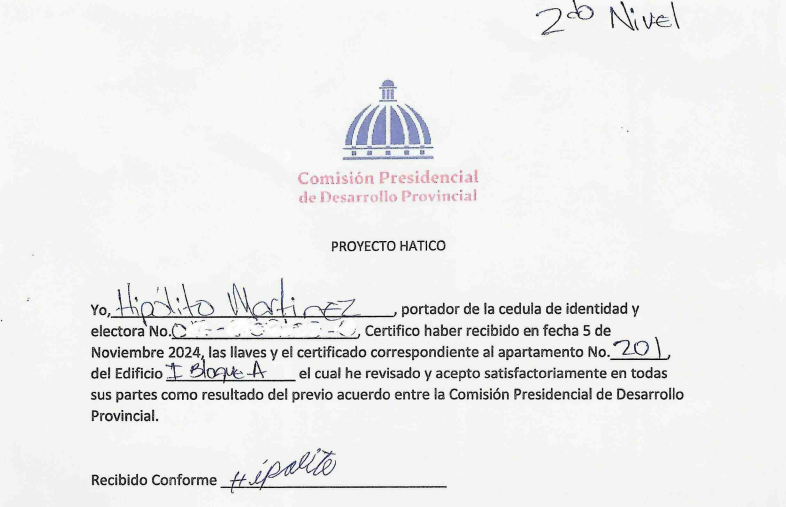 2do Nivel
Comisión Presidencial
de Desarrollo Provincial
PROYECTO HATICO
Yo, Hipólito Martinez, portador de la cedula de identidad y
electora No. , Certifico haber recibido en fecha 5 de
Noviembre 2024, las llaves y el certificado correspondiente al apartamento No. 201,
del Edificio I Bloque A el cual he revisado y acepto satisfactoriamente en todas
sus partes como resultado del previo acuerdo entre la Comisión Presidencial de Desarrollo
Provincial.
Recibido Conforme Hipolito